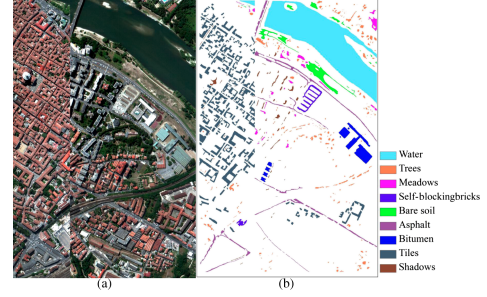 Water
Trees
Meadows
Self-blockingbricks
Bare soil
Asphalt
Bitumen
Tiles
Shadows
(a) (b)